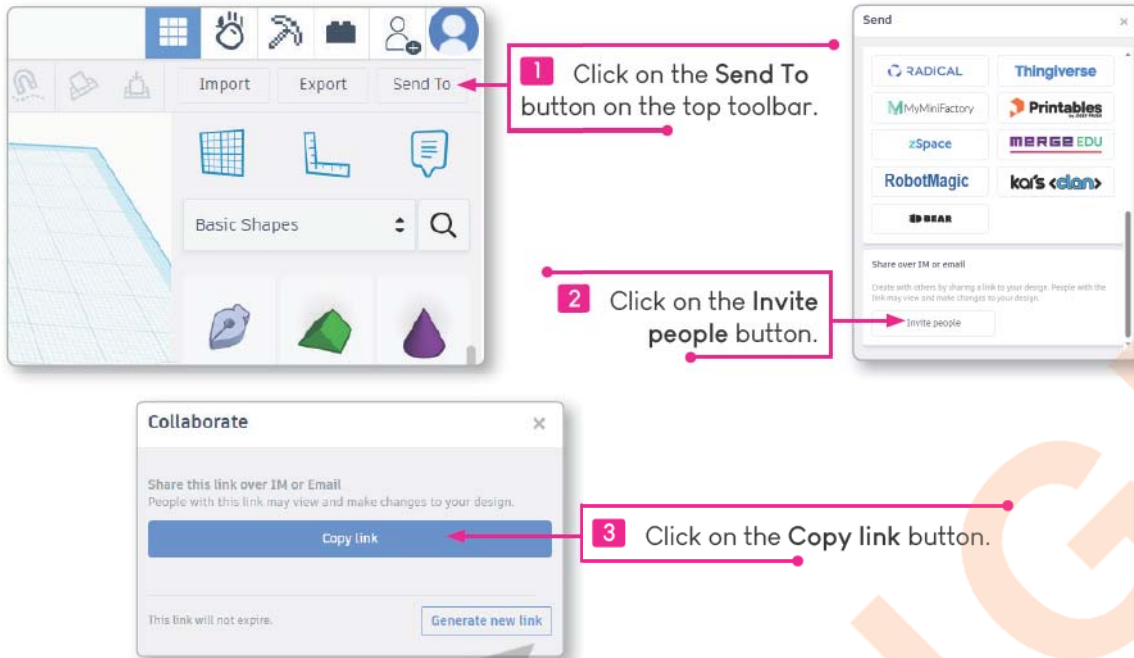 Import Export Send To
Basic Shapes
1 Click on the Send To
button on the top toolbar.
Send
RADICAL Thingiverse
MyMiniFactory Printables
by JOSEF PRUSA
zSpace MERGE EDU
RobotMagic kai's <clan>
BEAR
Share over IM or email
Create with others by sharing a link to your design. People with the
link may view and make changes to your design.
Invite people
2 Click on the Invite
people button.
Collaborate
Share this link over IM or Email
People with this link may view and make changes to your design.
Copy link
This link will not expire.
Generate new link
3 Click on the Copy link button.